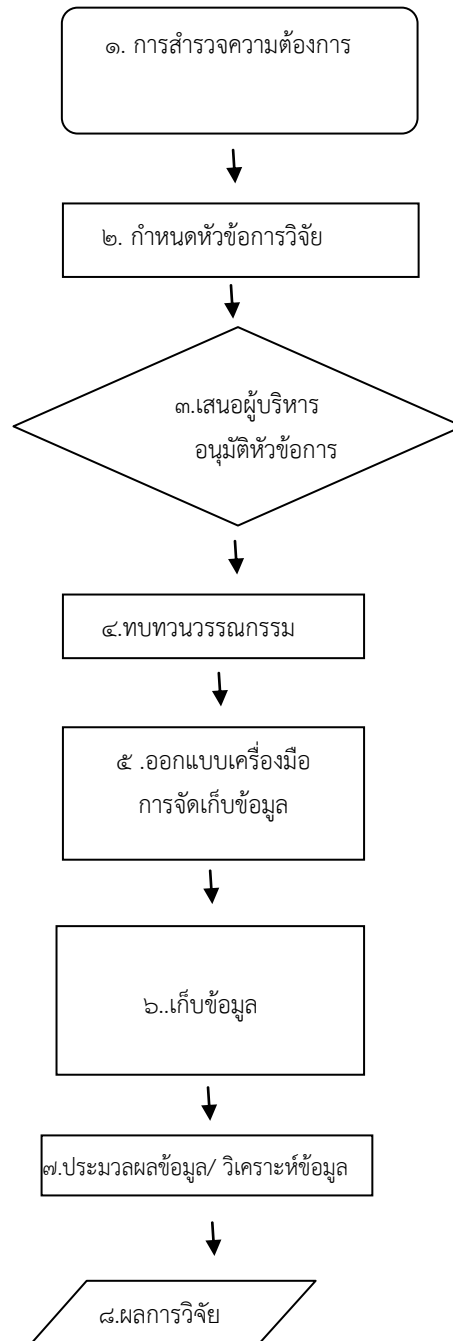 ๑. การสำรวจความต้องการ
๒. กำหนดหัวข้อการวิจัย
๓.เสนอผู้บริหาร
อนุมัติหัวข้อการ
๔.ทบทวนวรรณกรรม
๕ .ออกแบบเครื่องมือ
การจัดเก็บข้อมูล
๖..เก็บข้อมูล
๗.ประมวลผลข้อมูล/ วิเคราะห์ข้อมูล
๘.ผลการวิจัย